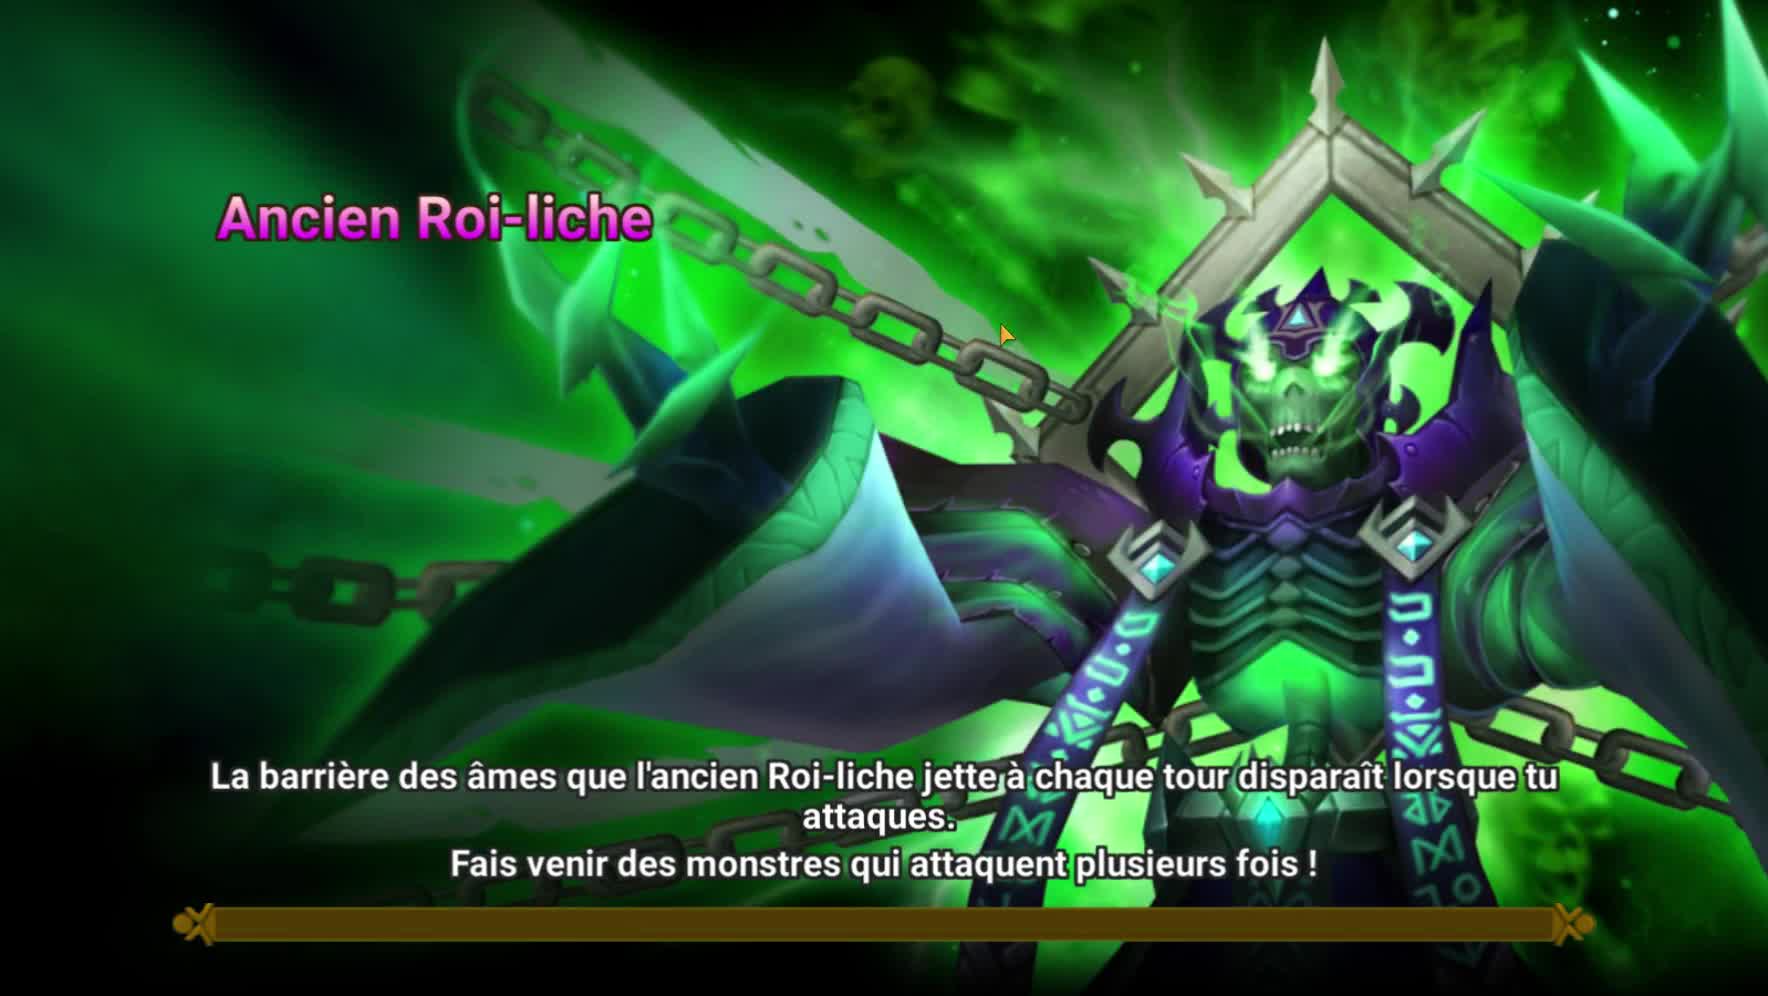 Ancien Roi-liche
La barrière des âmes que l'ancien Roi-liche jette à chaque tour disparaît lorsque tu
attaques.
Fais venir des monstres qui attaquent plusieurs fois !